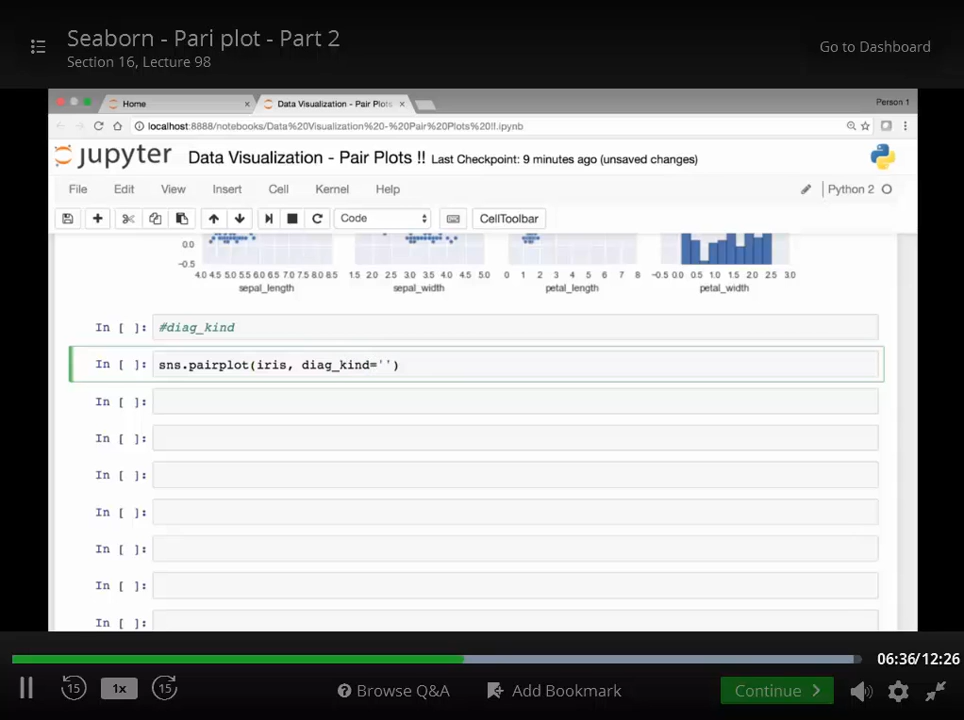 Seaborn - Pari plot - Part 2
Section 16, Lecture 98
Go to Dashboard
Home × Data Visualization - Pair Plots × Person 1
localhost:8888/notebooks/Data%20Visualization%20-%20Pair%20Plots%20!!.ipynb
jupyter Data Visualization - Pair Plots !! Last Checkpoint: 9 minutes ago (unsaved changes)
File Edit View Insert Cell Kernel Help Python 2
Code CellToolbar
0.0
-0.5
4.0 4.5 5.0 5.5 6.0 6.5 7.0 7.5 8.0 8.5 1.5 2.0 2.5 3.0 3.5 4.0 4.5 5.0 0 1 2 3 4 5 6 7 8 -0.5 0.0 0.5 1.0 1.5 2.0 2.5 3.0
sepal_length sepal_width petal_length petal_width
In [ ]: #diag_kind
In [ ]: sns.pairplot(iris, diag_kind='')
In [ ]:
In [ ]:
In [ ]:
In [ ]:
In [ ]:
In [ ]:
In [ ]:
06:36/12:26
15 1x 15 Browse Q&A Add Bookmark Continue